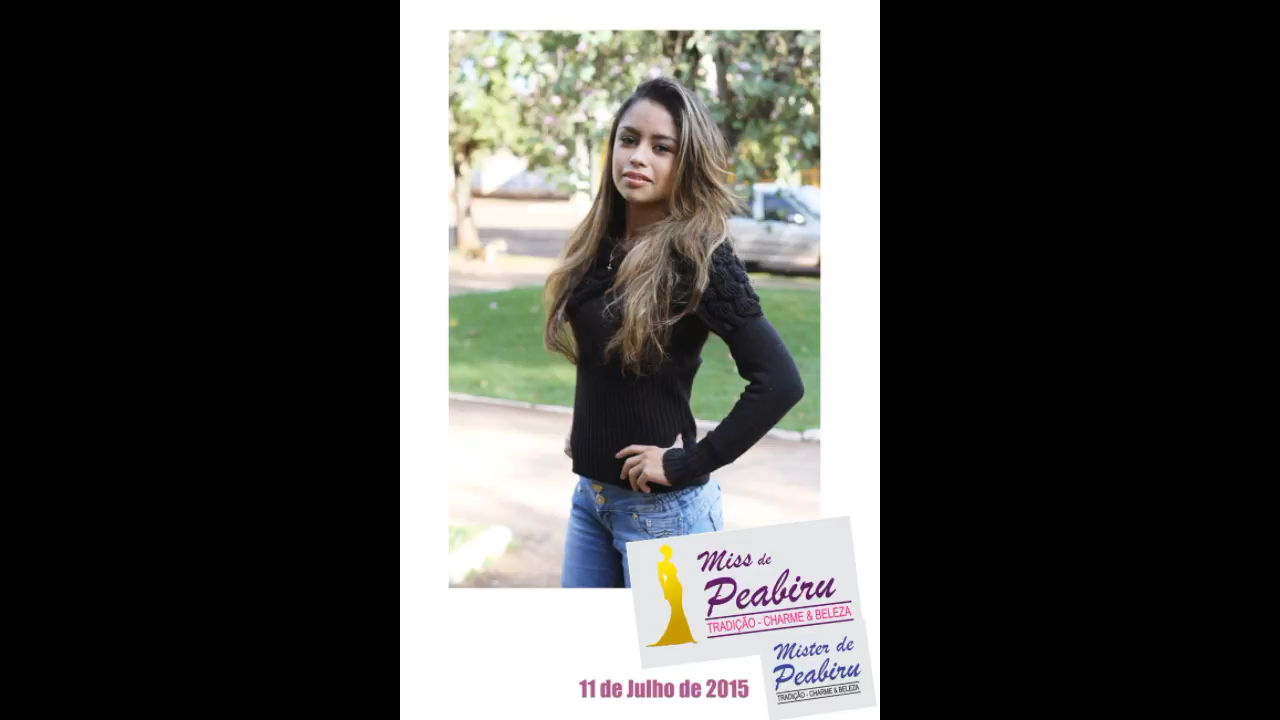 Miss de
Peabiru
TRADIÇÃO - CHARME & BELEZA
Mister de
Peabiru
TRADIÇÃO - CHARME & BELEZA
11 de Julho de 2015